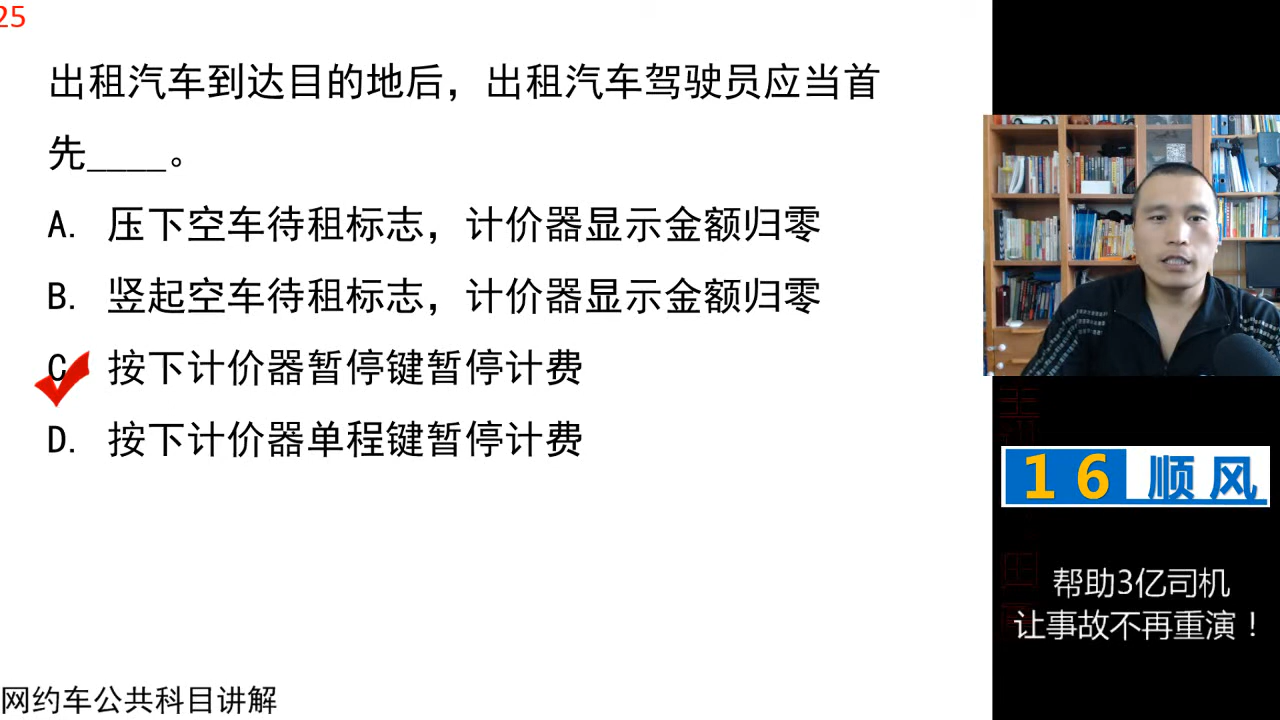 25
出租汽车到达目的地后，出租汽车驾驶员应当首
先____。
A. 压下空车待租标志，计价器显示金额归零
B. 竖起空车待租标志，计价器显示金额归零
C. 按下计价器暂停键暂停计费
D. 按下计价器单程键暂停计费
16顺风
帮助3亿司机
让事故不再重演！
网约车公共科目讲解